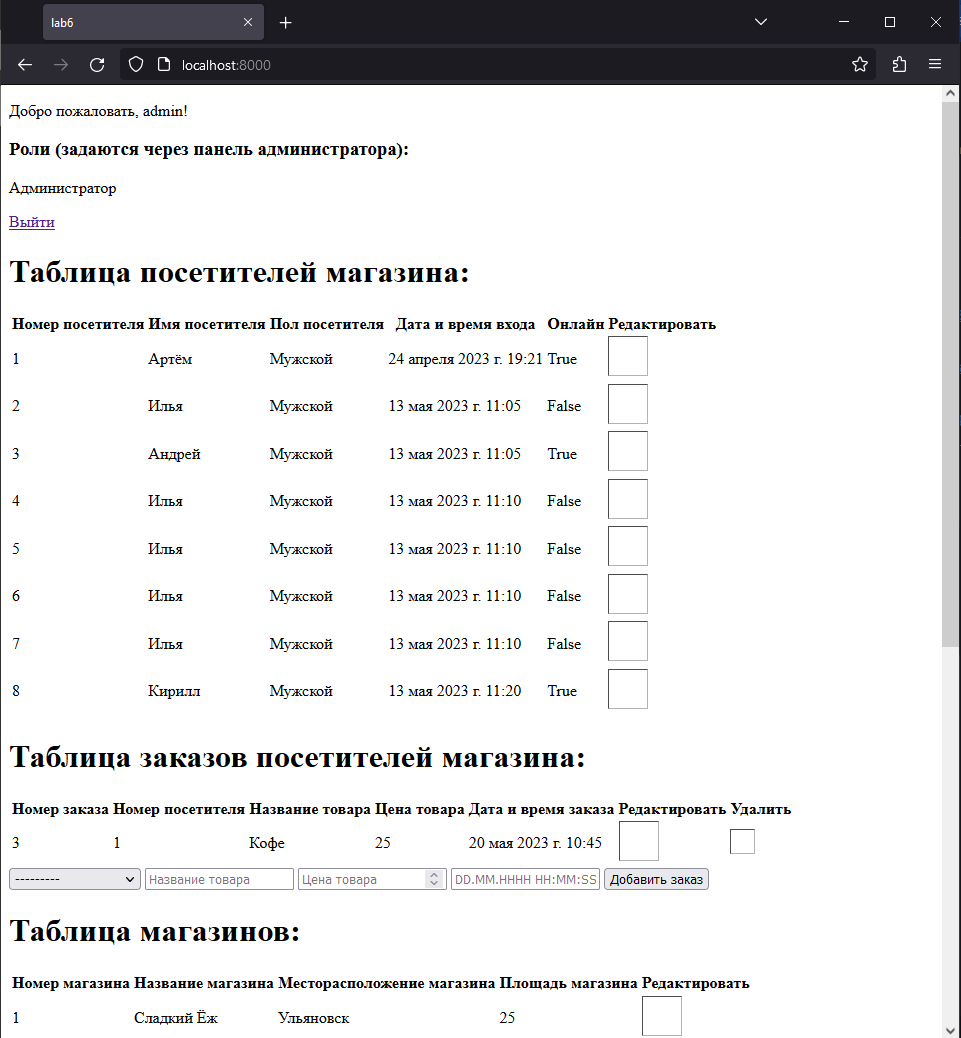 lab6
localhost:8000
Добро пожаловать, admin!
Роли (задаются через панель администратора):
Администратор
Выйти
Таблица посетителей магазина:
Номер посетителя Имя посетителя Пол посетителя Дата и время входа Онлайн Редактировать
1 Артём Мужской 24 апреля 2023 г. 19:21 True
2 Илья Мужской 13 мая 2023 г. 11:05 False
3 Андрей Мужской 13 мая 2023 г. 11:05 True
4 Илья Мужской 13 мая 2023 г. 11:10 False
5 Илья Мужской 13 мая 2023 г. 11:10 False
6 Илья Мужской 13 мая 2023 г. 11:10 False
7 Илья Мужской 13 мая 2023 г. 11:10 False
8 Кирилл Мужской 13 мая 2023 г. 11:20 True
Таблица заказов посетителей магазина:
Номер заказа Номер посетителя Название товара Цена товара Дата и время заказа Редактировать Удалить
3 1 Кофе 25 20 мая 2023 г. 10:45
--------- Название товара Цена товара DD.MM.HHHH HH:MM:SS Добавить заказ
Таблица магазинов:
Номер магазина Название магазина Месторасположение магазина Площадь магазина Редактировать
1 Сладкий Ёж Ульяновск 25